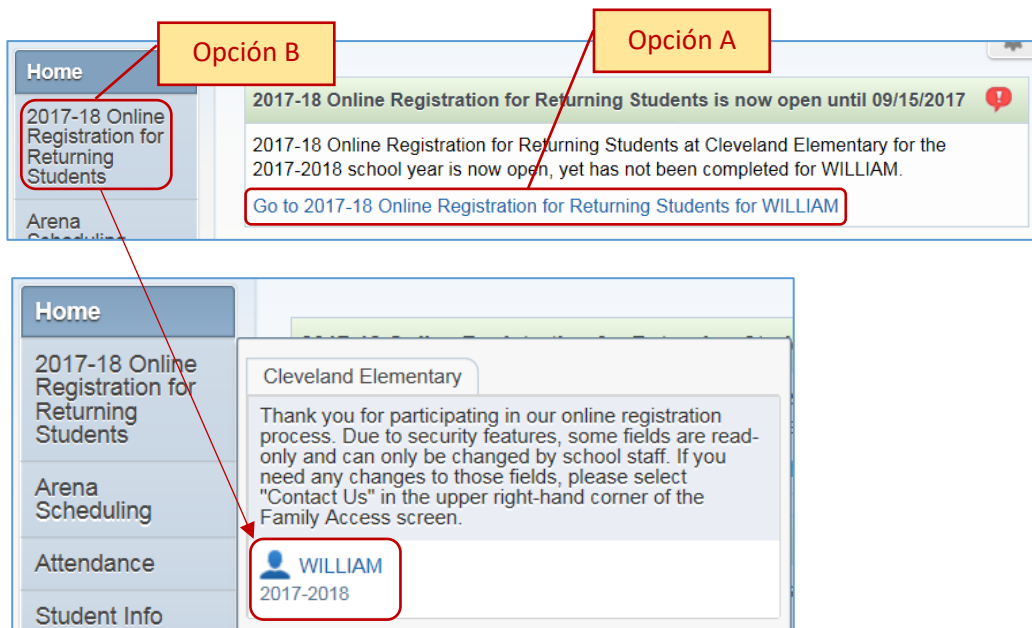 Opción B
Opción A
Home
2017-18 Online
Registration for
Returning
Students
Arena
Scheduling
2017-18 Online Registration for Returning Students is now open until 09/15/2017
2017-18 Online Registration for Returning Students at Cleveland Elementary for the
2017-2018 school year is now open, yet has not been completed for WILLIAM.
Go to 2017-18 Online Registration for Returning Students for WILLIAM
Home
2017-18 Online
Registration for
Returning
Students
Arena
Scheduling
Attendance
Student Info
Cleveland Elementary
Thank you for participating in our online registration
process. Due to security features, some fields are read-
only and can only be changed by school staff. If you
need any changes to those fields, please select
"Contact Us" in the upper right-hand corner of the
Family Access screen.
WILLIAM
2017-2018